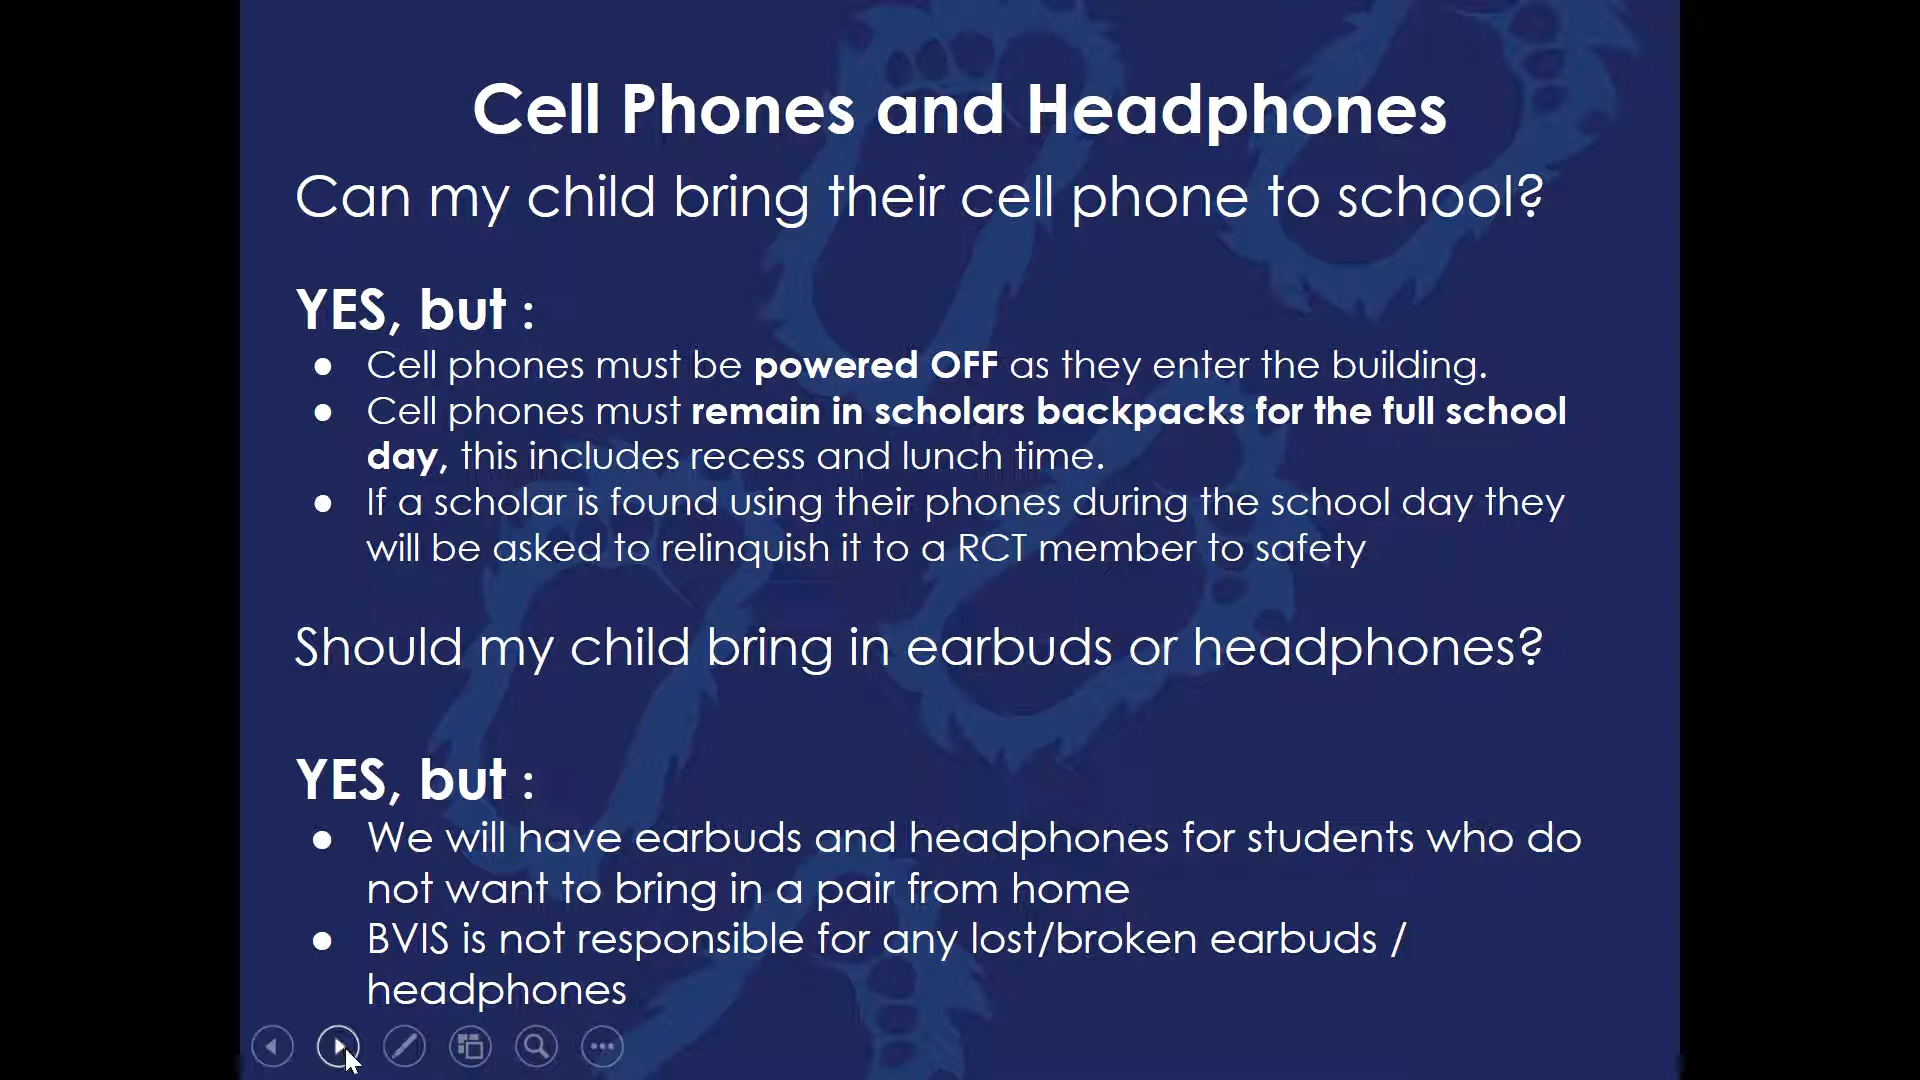 Cell Phones and Headphones
Can my child bring their cell phone to school?
YES, but :
● Cell phones must be powered OFF as they enter the building.
● Cell phones must remain in scholars backpacks for the full school
day, this includes recess and lunch time.
● If a scholar is found using their phones during the school day they
will be asked to relinquish it to a RCT member to safety
Should my child bring in earbuds or headphones?
YES, but :
● We will have earbuds and headphones for students who do
not want to bring in a pair from home
● BVIS is not responsible for any lost/broken earbuds /
headphones